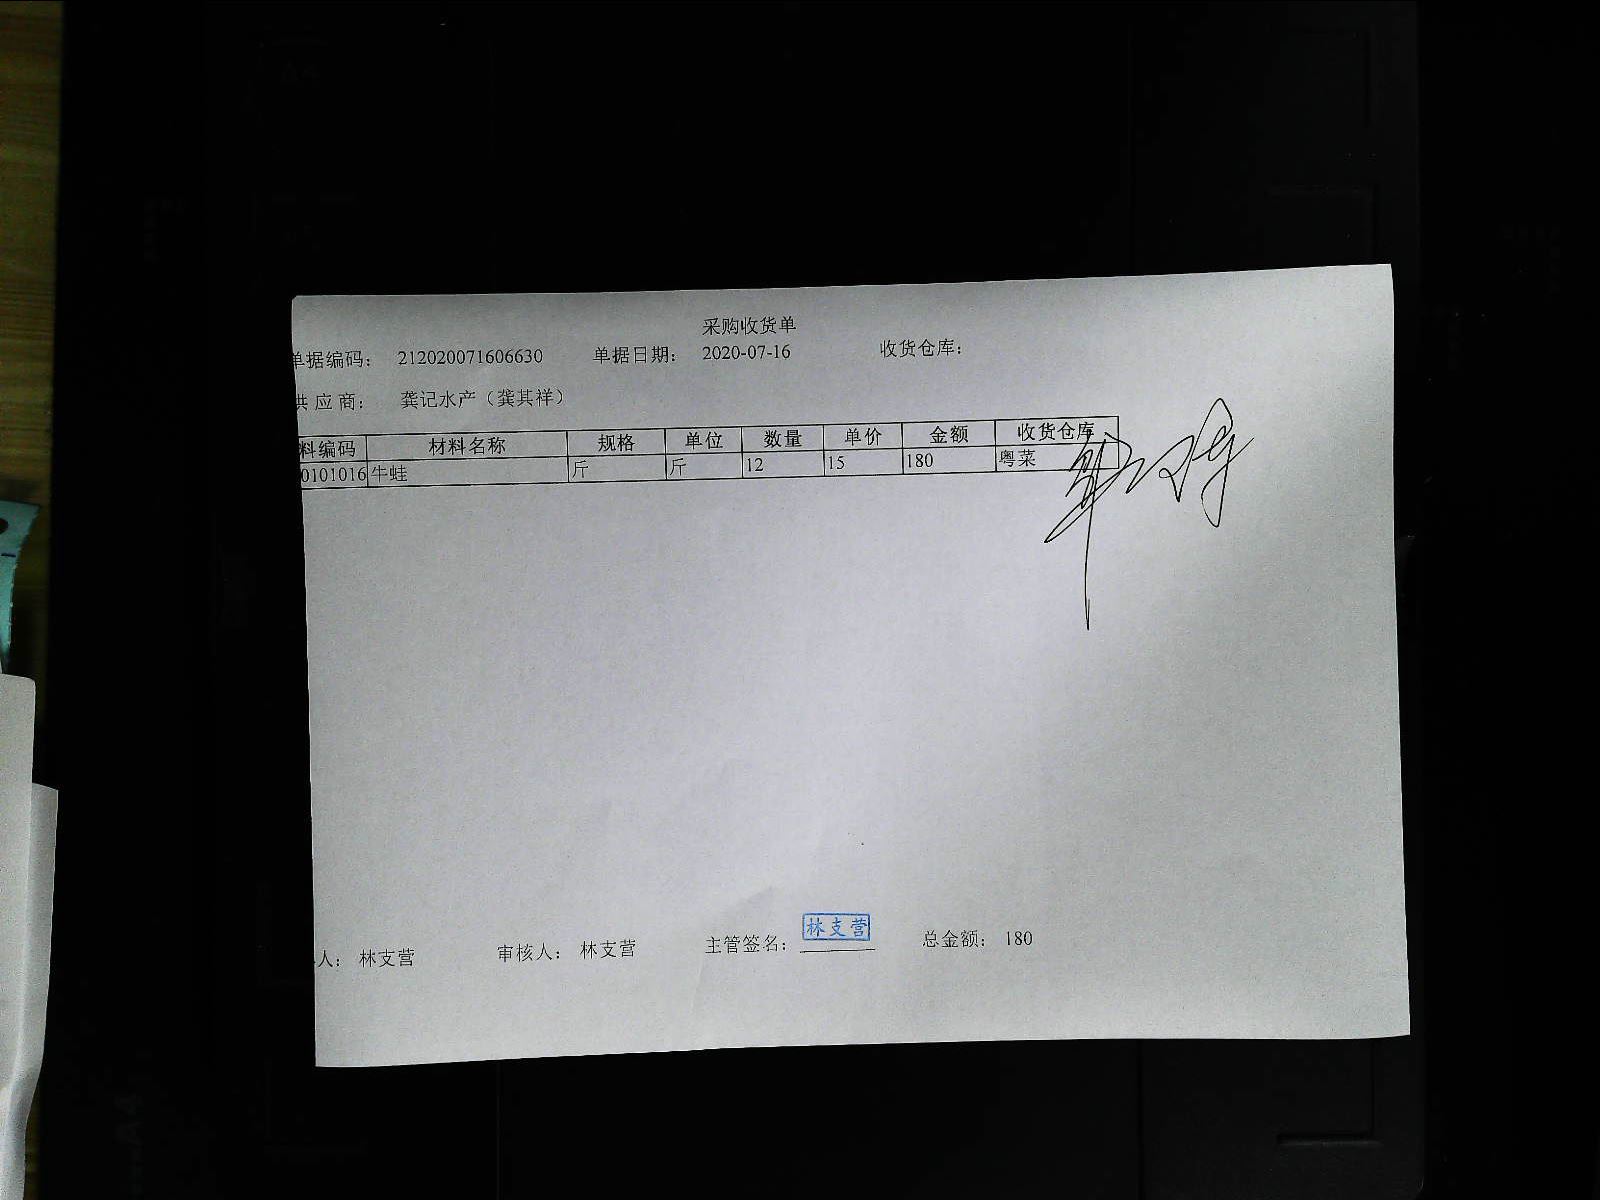 采购收货单
单据编码： 212020071606630 单据日期： 2020-07-16 收货仓库：
供应商： 龚记水产（龚其祥）
料编码 材料名称 规格 单位 数量 单价 金额 收货仓库
0101016 牛蛙 斤 斤 12 15 180 粤菜
人： 林支营 审核人： 林支营 主管签名： 林支营 总金额： 180